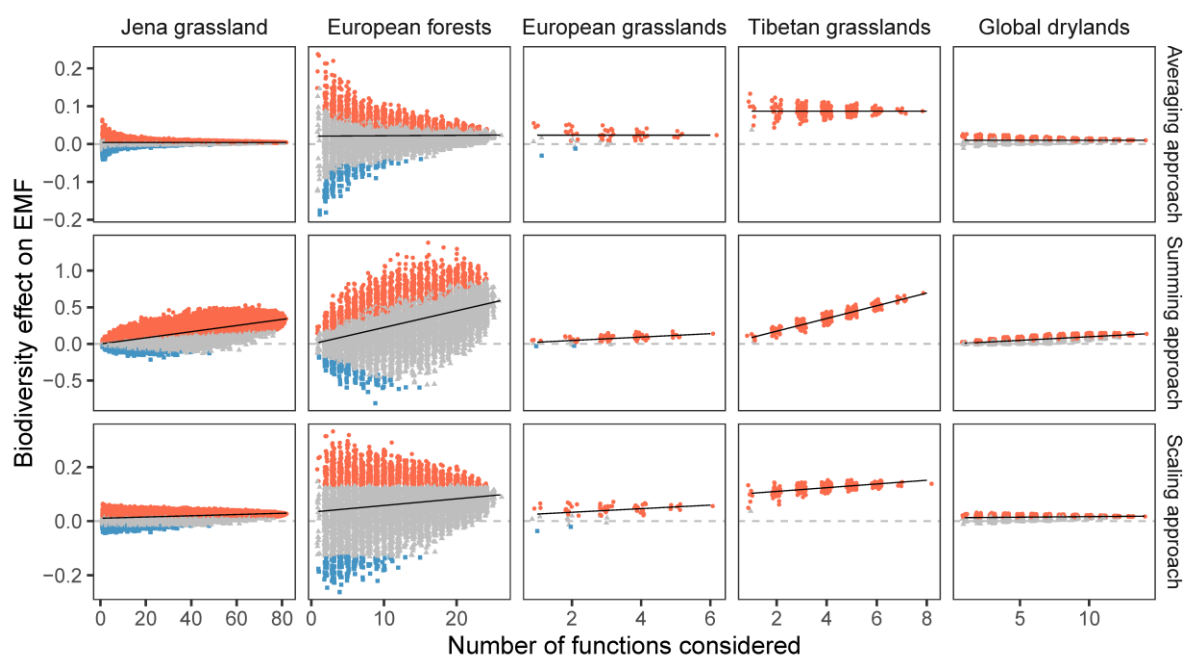 Jena grassland European forests European grasslands Tibetan grasslands Global drylands
0.2
0.1
0.0
−0.1
−0.2
Averaging approach
1.0
0.5
0.0
−0.5
Summing approach
0.2
0.0
−0.2
Scaling approach
Biodiversity effect on EMF
0 20 40 60 80 0 10 20 2 4 6 2 4 6 8 5 10
Number of functions considered